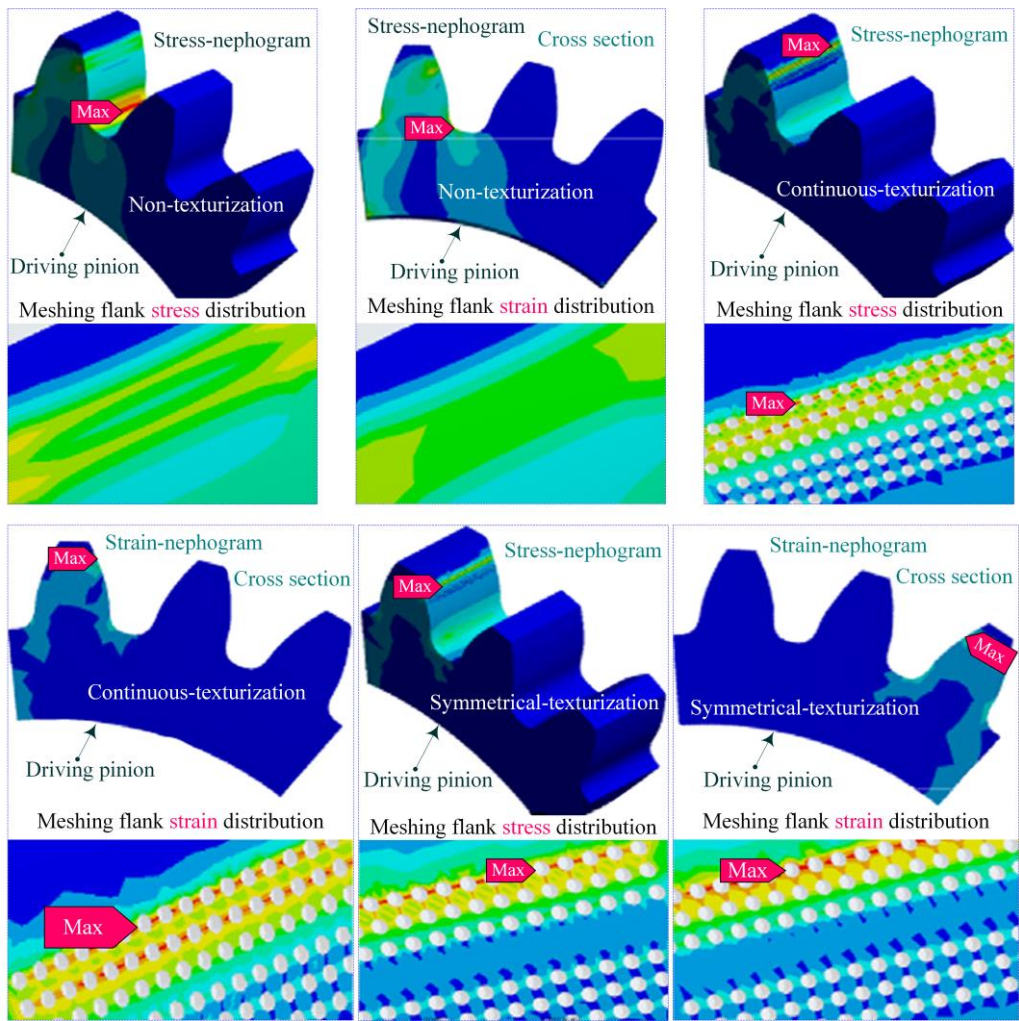 Stress-nephogram
Max
Non-texturization
Driving pinion
Meshing flank stress distribution
Stress-nephogram
Cross section
Max
Non-texturization
Driving pinion
Meshing flank strain distribution
Max
Stress-nephogram
Continuous-texturization
Driving pinion
Meshing flank stress distribution
Max
Max
Strain-nephogram
Cross section
Continuous-texturization
Driving pinion
Meshing flank strain distribution
Max
Stress-nephogram
Max
Symmetrical-texturization
Driving pinion
Meshing flank stress distribution
Max
Strain-nephogram
Cross section
Max
Symmetrical-texturization
Driving pinion
Meshing flank strain distribution
Max